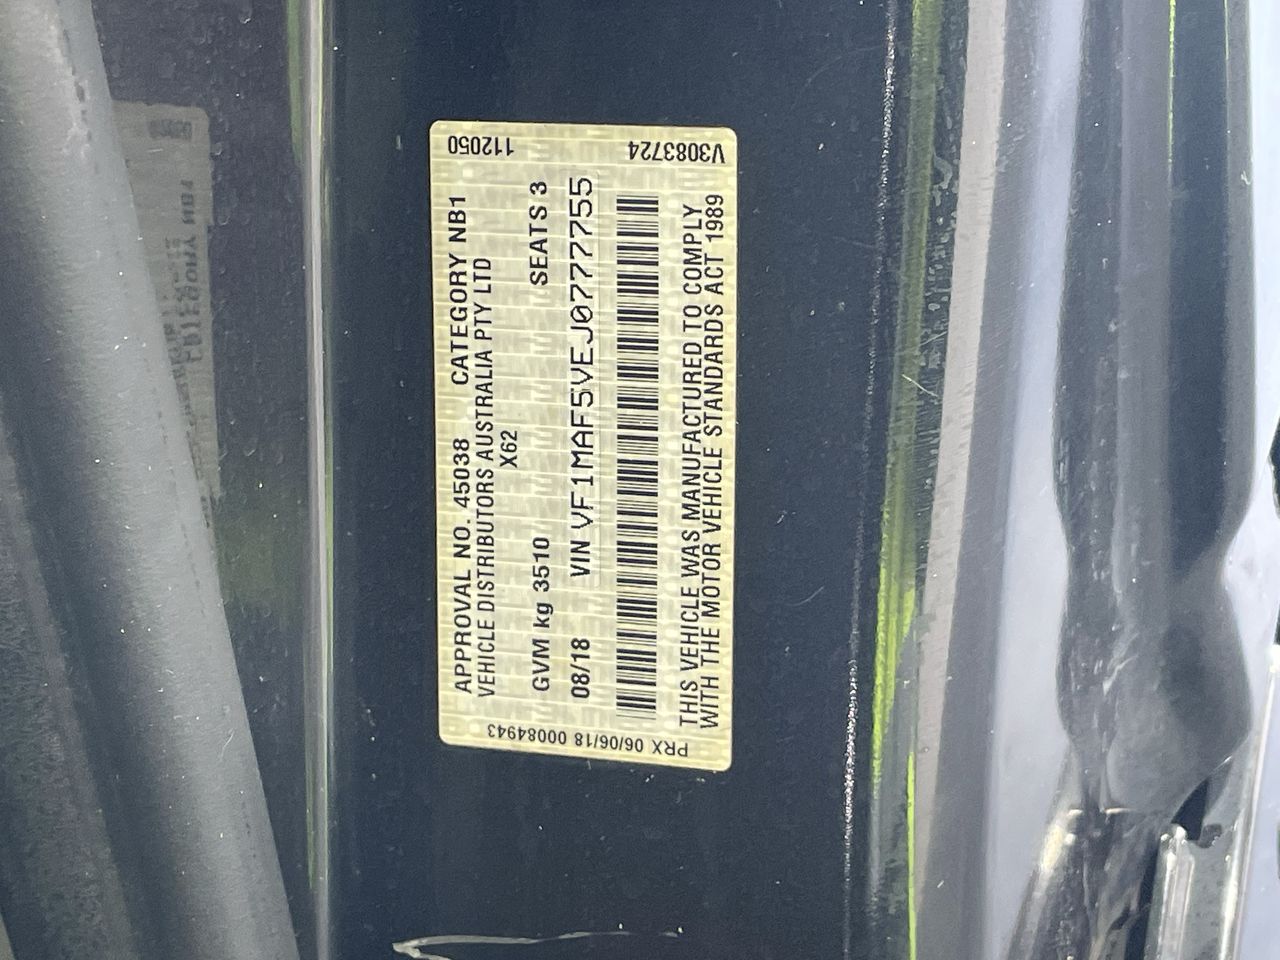 APPROVAL NO. 45038 CATEGORY NB1
VEHICLE DISTRIBUTORS AUSTRALIA PTY LTD
X62
GVM kg 3510 SEATS 3
08/18 VIN VF1MAF5VEJ0777755
THIS VEHICLE WAS MANUFACTURED TO COMPLY
WITH THE MOTOR VEHICLE STANDARDS ACT 1989
112050
V3083724
PRX 06/06/18 00084943